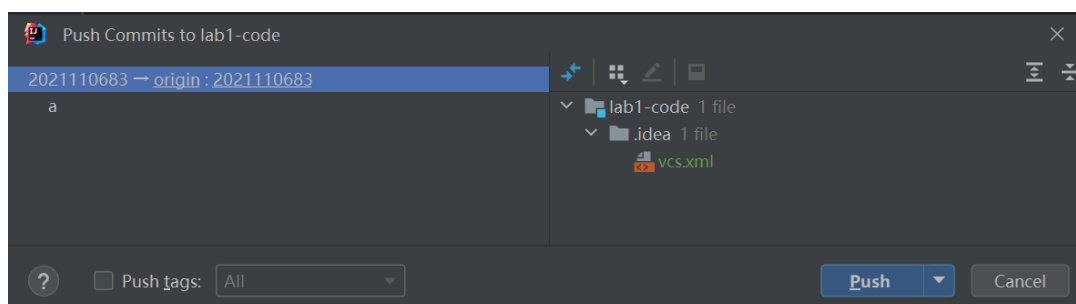 Push Commits to lab1-code
2021110683 → origin : 2021110683
a
lab1-code 1 file
.idea 1 file
vcs.xml
? Push tags: All
Push Cancel